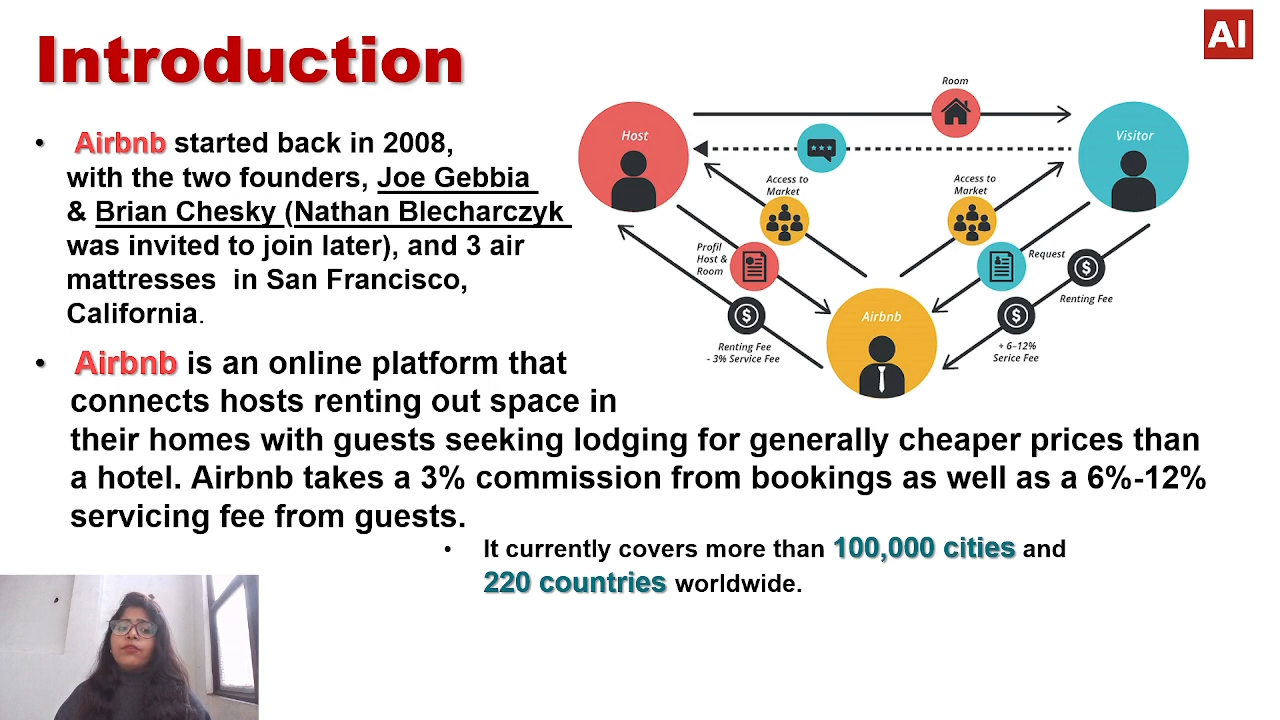 Introduction
AI
• Airbnb started back in 2008,
with the two founders, Joe Gebbia
& Brian Chesky (Nathan Blecharczyk
was invited to join later), and 3 air
mattresses in San Francisco,
California.
Room
Host
Visitor
Access to
Market
Access to
Market
Profil
Host &
Room
Request
Renting Fee
Airbnb
Renting Fee
- 3% Servide Fee
+ 6-12%
Serice Fee
• Airbnb is an online platform that
connects hosts renting out space in
their homes with guests seeking lodging for generally cheaper prices than
a hotel. Airbnb takes a 3% commission from bookings as well as a 6%-12%
servicing fee from guests.
• It currently covers more than 100,000 cities and
220 countries worldwide.